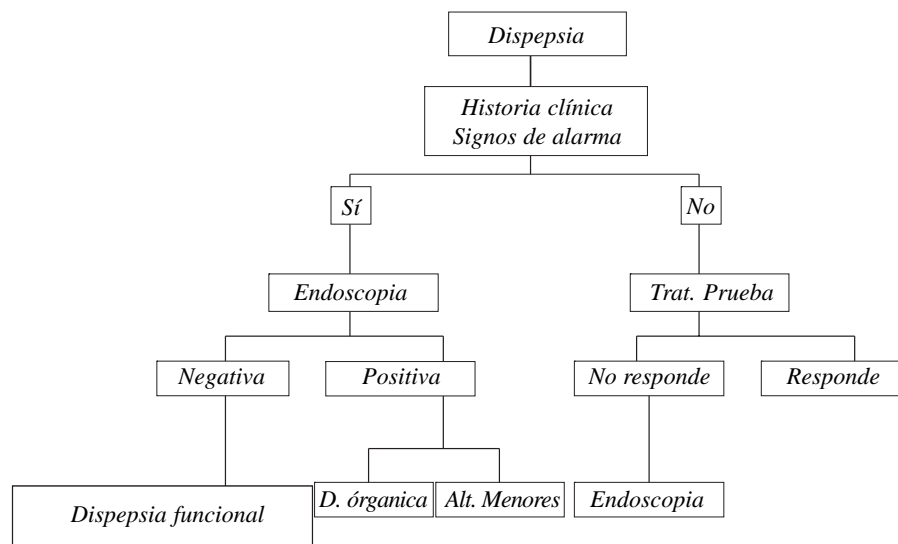 Dispepsia
Historia clínica
Signos de alarma
Sí
No
Endoscopia
Trat. Prueba
Negativa
Positiva
No responde
Responde
D. órganica
Alt. Menores
Endoscopia
Dispepsia funcional